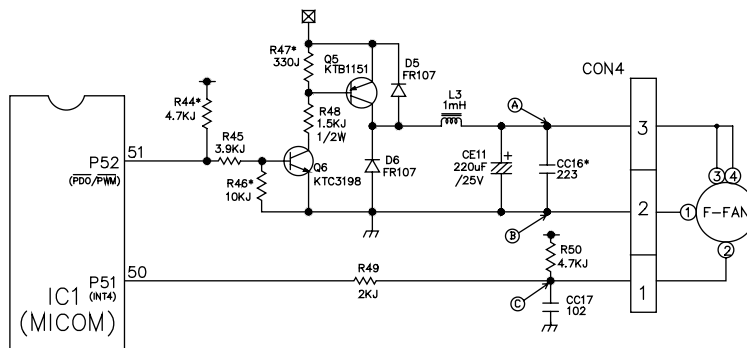 R47*
330J
Q5
KTB1151
D5
FR107
CON4
R44*
4.7KJ
R48
1.5KJ
1/2W
L3
1mH
A
3
P52
(PDO/PWM)
51
R45
3.9KJ
Q6
KTC3198
D6
FR107
CE11
220uF
/25V
+
CC16*
223
3
4
R46*
10KJ
2
1
F-FAN
B
2
R50
4.7KJ
P51
(INT4)
50
R49
2KJ
C
1
IC1
(MICOM)
CC17
102